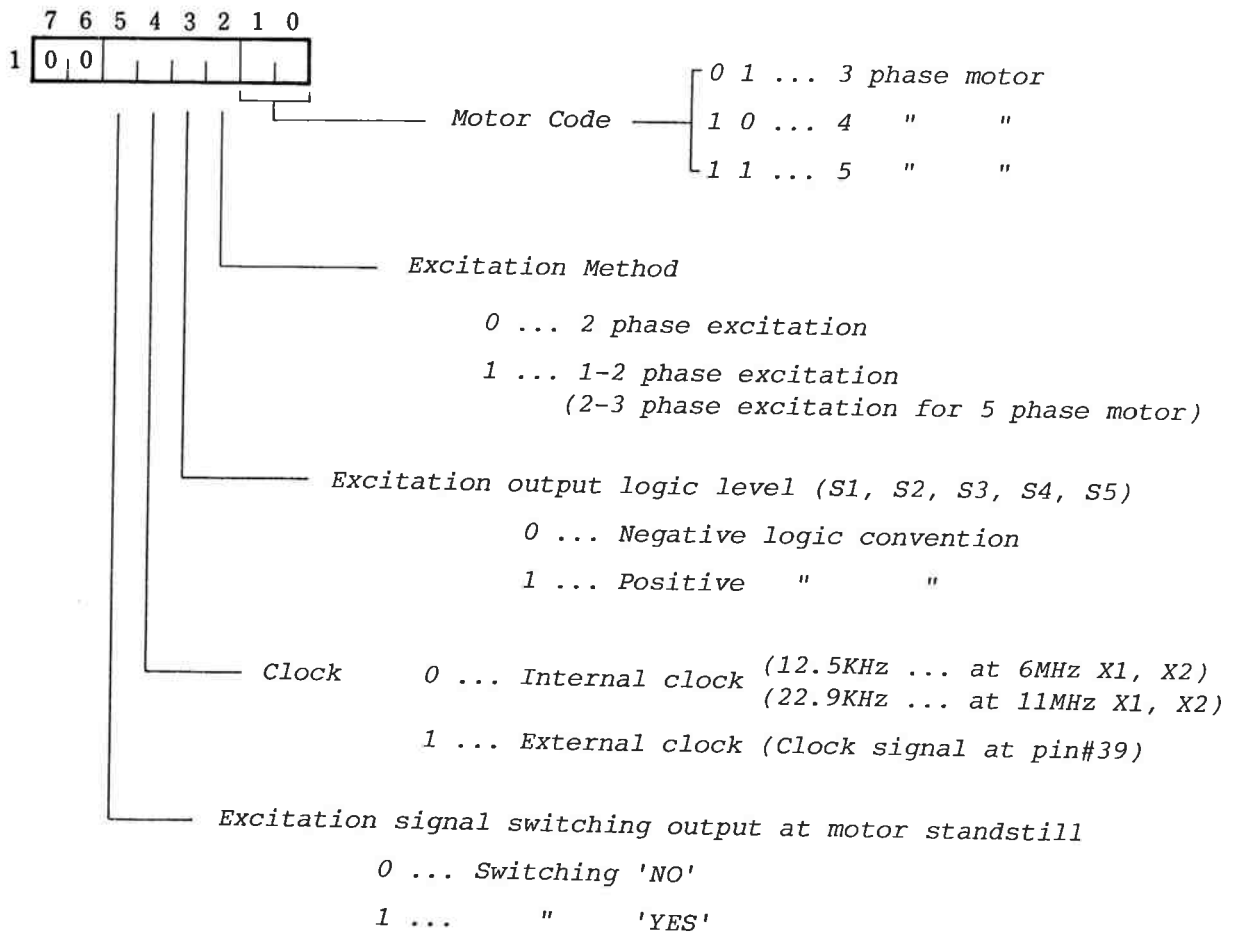 7 6 5 4 3 2 1 0
1 0 0
Motor Code
0 1 ... 3 phase motor
1 0 ... 4 " "
1 1 ... 5 " "
Excitation Method
0 ... 2 phase excitation
1 ... 1-2 phase excitation
(2-3 phase excitation for 5 phase motor)
Excitation output logic level (S1, S2, S3, S4, S5)
0 ... Negative logic convention
1 ... Positive " "
Clock 0 ... Internal clock (12.5KHz ... at 6MHz X1, X2)
(22.9KHz ... at 11MHz X1, X2)
1 ... External clock (Clock signal at pin#39)
Excitation signal switching output at motor standstill
0 ... Switching 'NO'
1 ... " 'YES'